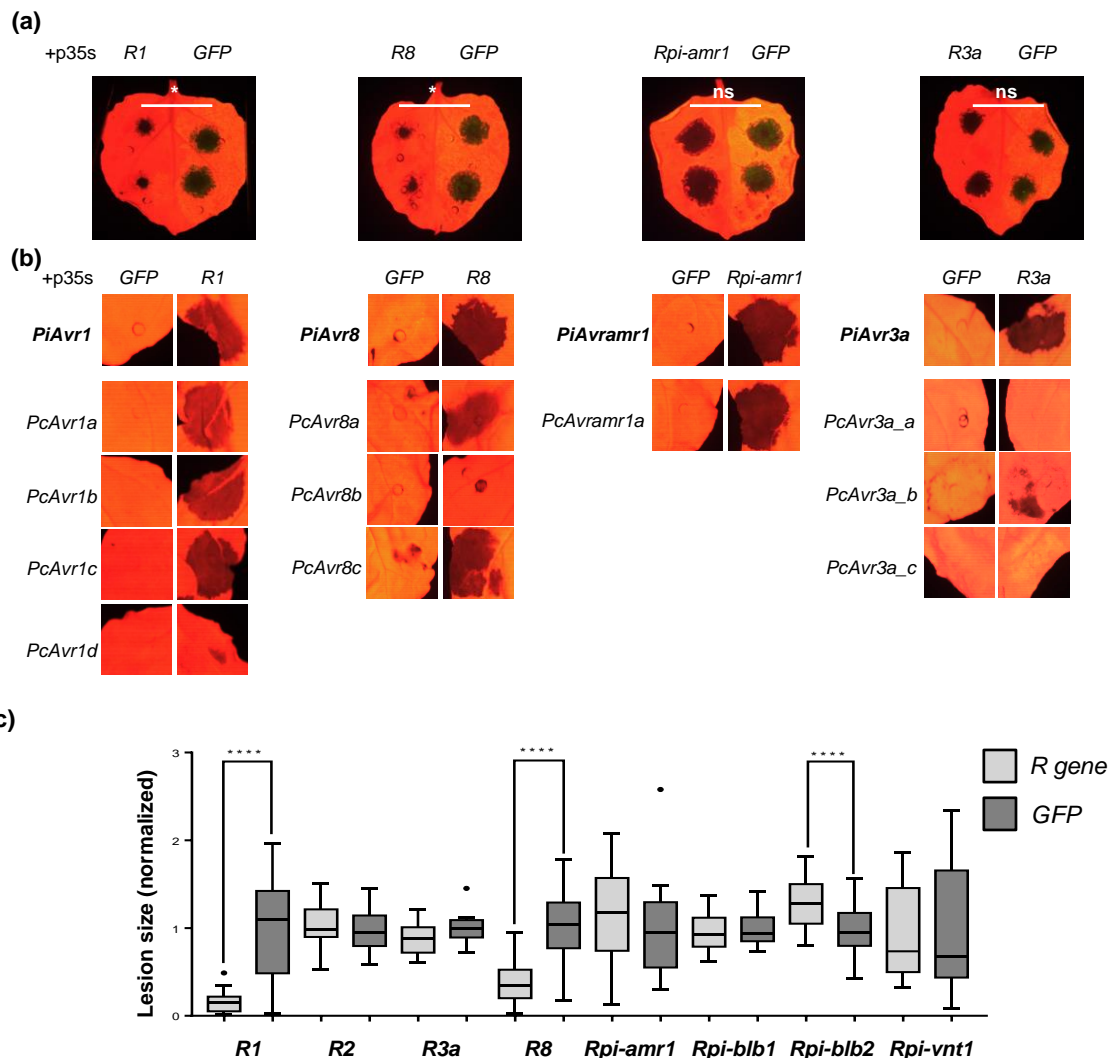 (a)
+p35s R1 GFP R8 GFP Rpi-amr1 GFP R3a GFP
* * ns ns
(b)
+p35s GFP R1 GFP R8 GFP Rpi-amr1 GFP R3a
PiAvr1 PiAvr8 PiAvramr1 PiAvr3a
PcAvr1a PcAvr8a PcAvramr1a PcAvr3a_a
PcAvr1b PcAvr8b PcAvr3a_b
PcAvr1c PcAvr8c PcAvr3a_c
PcAvr1d
c)
Lesion size (normalized)
3
2
1
0
**** **** ****
R gene
GFP
R1 R2 R3a R8 Rpi-amr1 Rpi-blb1 Rpi-blb2 Rpi-vnt1